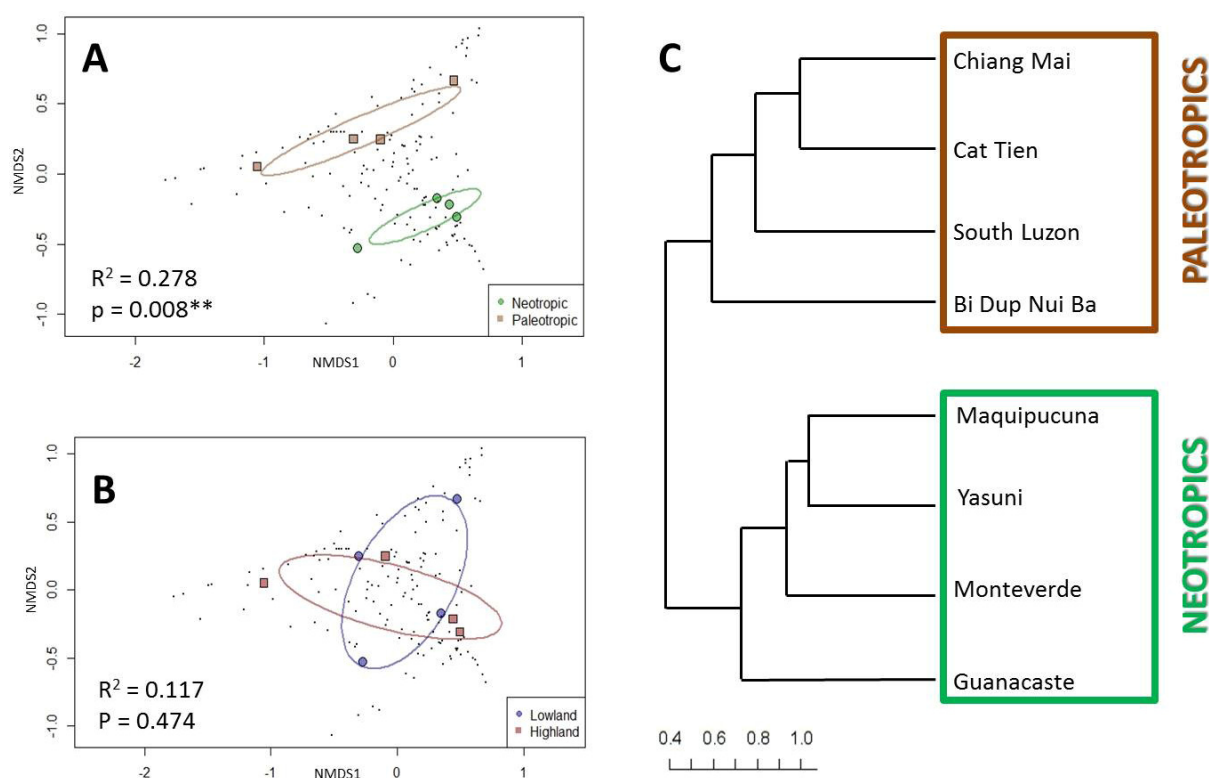 A
1.0
0.5
0.0
-0.5
-1.0
NMDS2
R² = 0.278
p = 0.008**
Neotropic
Paleotropic
-2
-1
NMDS1
0
1
B
1.0
0.5
0.0
-0.5
-1.0
NMDS2
R² = 0.117
P = 0.474
Lowland
Highland
-2
-1
NMDS1
0
1
C
Chiang Mai
Cat Tien
South Luzon
Bi Dup Nui Ba
PALEOTROPICS
Maquipucuna
Yasuni
Monteverde
Guanacaste
NEOTROPICS
0.4 0.6 0.8 1.0